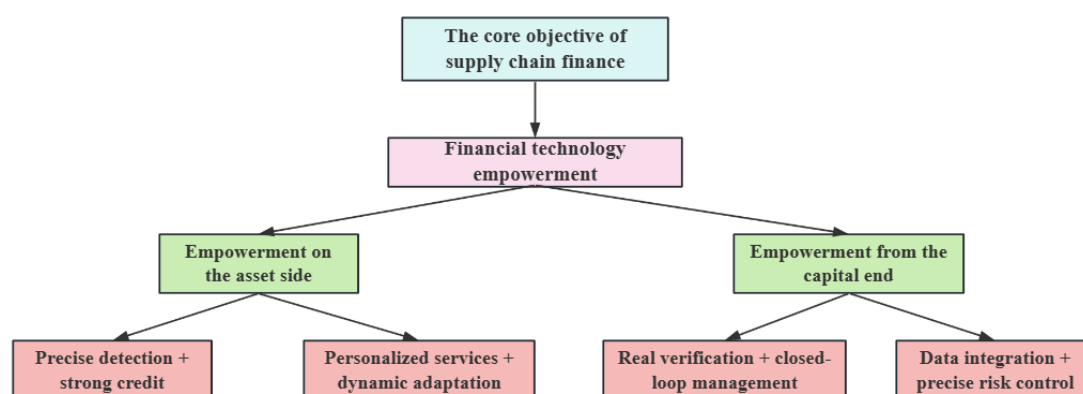 The core objective of
supply chain finance
Financial technology
empowerment
Empowerment on
the asset side
Empowerment from the
capital end
Precise detection +
strong credit
Personalized services +
dynamic adaptation
Real verification + closed-
loop management
Data integration +
precise risk control